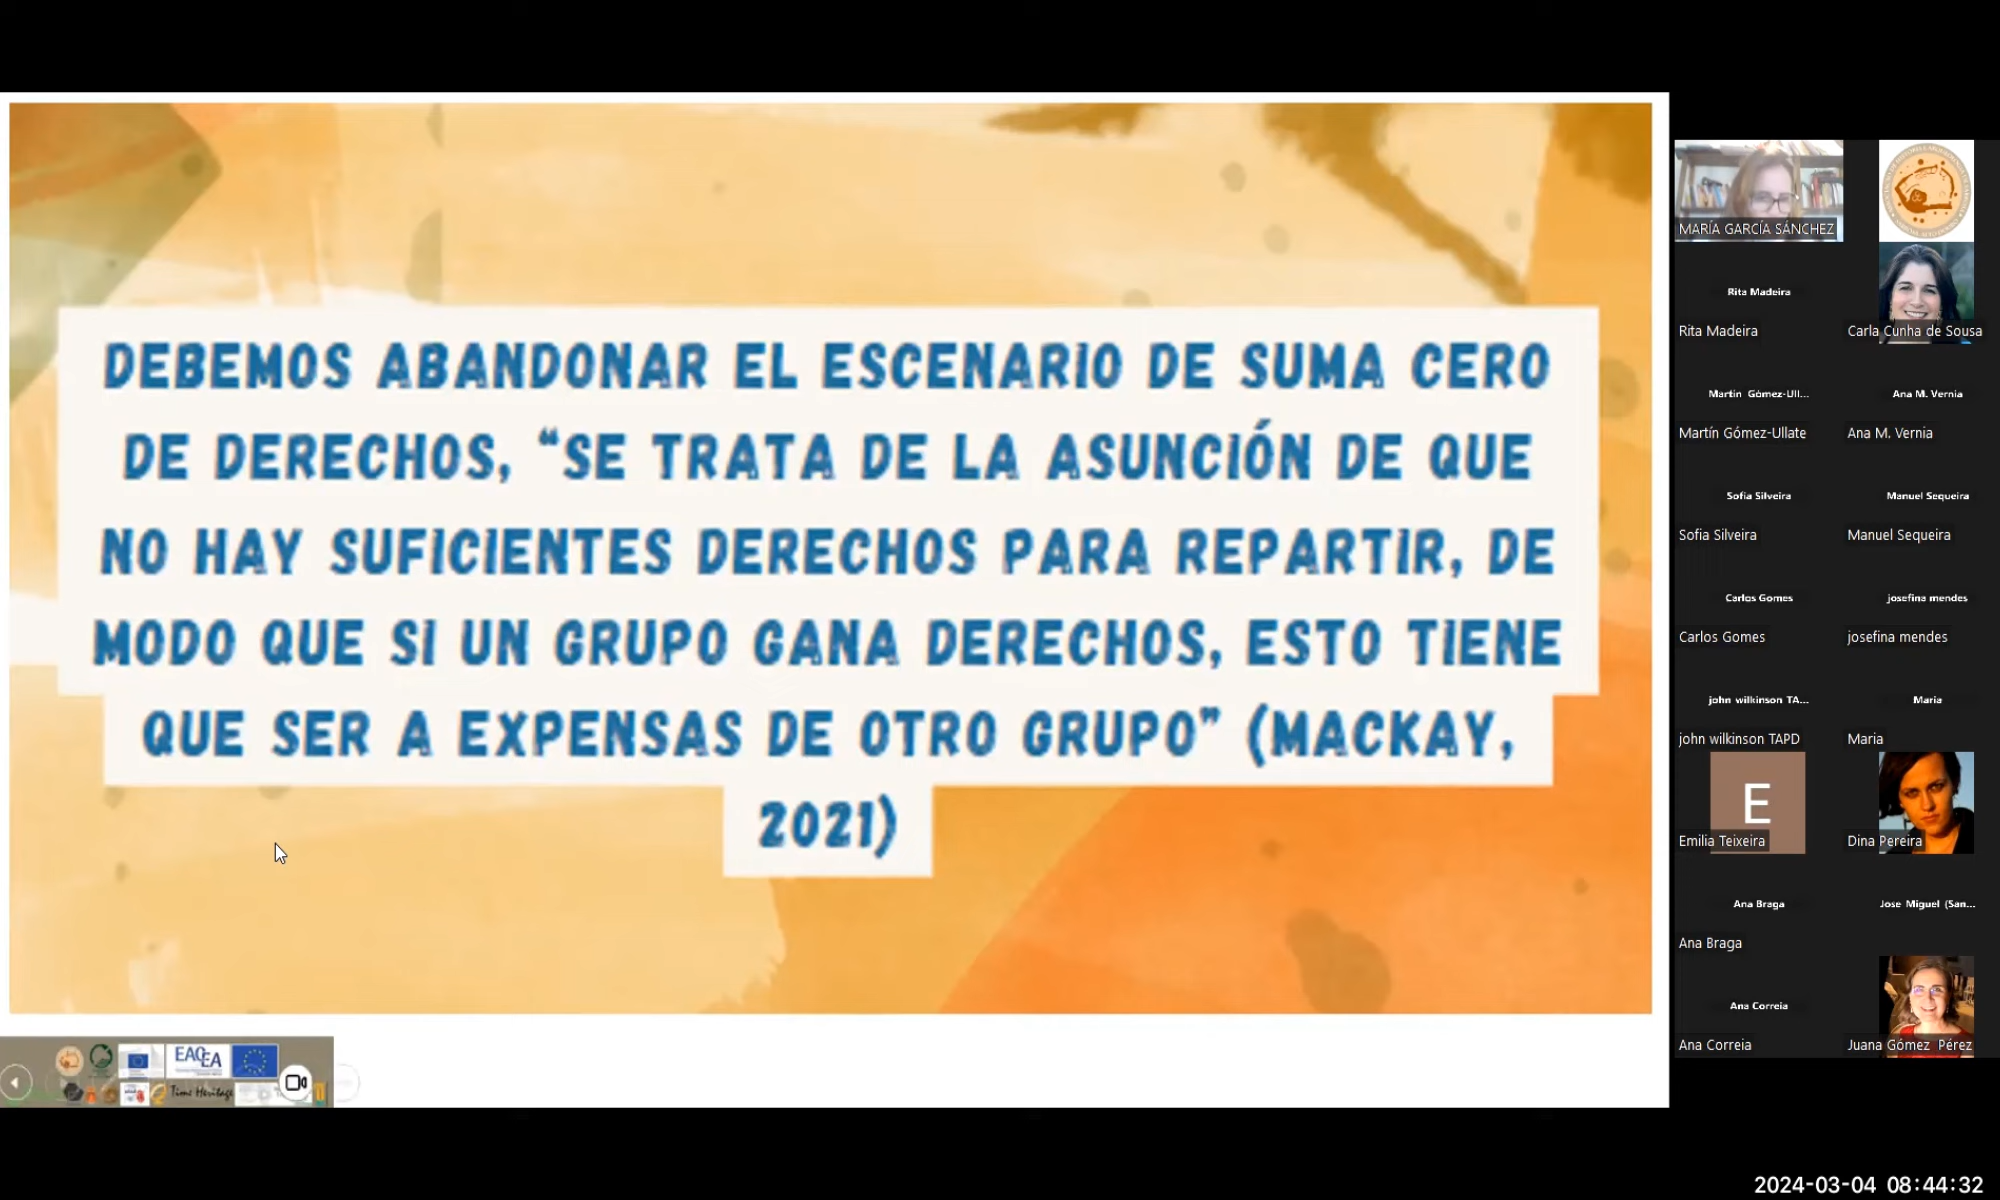 DEBEMOS ABANDONAR EL ESCENARIO DE SUMA CERO
DE DERECHOS, “SE TRATA DE LA ASUNCIÓN DE QUE
NO HAY SUFICIENTES DERECHOS PARA REPARTIR, DE
MODO QUE SI UN GRUPO GANA DERECHOS, ESTO TIENE
QUE SER A EXPENSAS DE OTRO GRUPO” (MACKAY,
2021)
EACEA
Time Heritage
MARÍA GARCÍA SÁNCHEZ
Rita Madeira
Rita Madeira
Carla Cunha de Sousa
Martín Gómez-Ull...
Ana M. Vernia
Martín Gómez-Ullate
Ana M. Vernia
Sofia Silveira
Manuel Sequeira
Sofia Silveira
Manuel Sequeira
Carlos Gomes
josefina mendes
Carlos Gomes
josefina mendes
john wilkinson TA...
Maria
john wilkinson TAPD
Maria
E
Emilia Teixeira
Dina Pereira
Ana Braga
Jose Miguel (San...
Ana Braga
Ana Correia
Ana Correia
Juana Gómez Pérez
2024-03-04 08:44:32